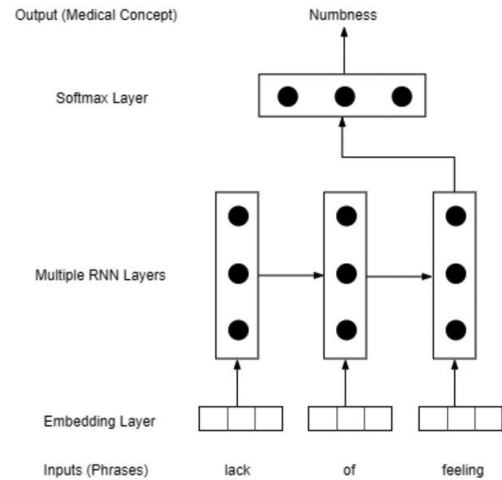 Output (Medical Concept) Numbness
Softmax Layer
Multiple RNN Layers
Embedding Layer
Inputs (Phrases) lack of feeling